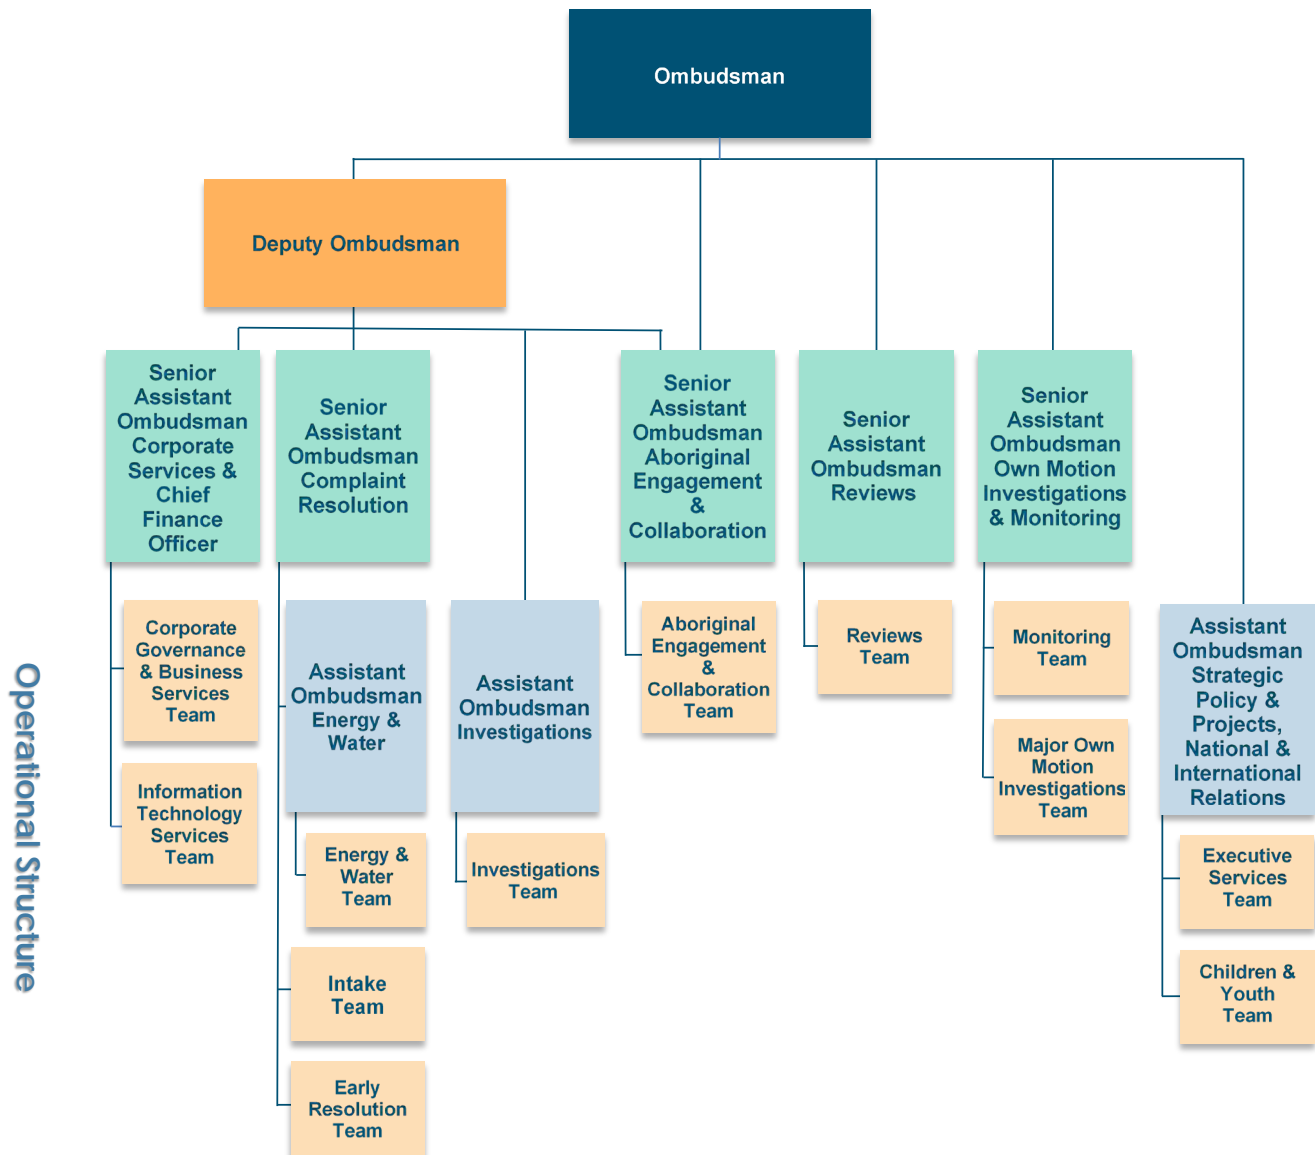 Ombudsman
Deputy Ombudsman
Senior
Assistant
Ombudsman
Corporate
Services &
Chief
Finance
Officer
Senior
Assistant
Ombudsman
Complaint
Resolution
Senior
Assistant
Ombudsman
Aboriginal
Engagement
&
Collaboration
Senior
Assistant
Ombudsman
Reviews
Senior
Assistant
Ombudsman
Own Motion
Investigations
& Monitoring
Corporate
Governance
& Business
Services
Team
Information
Technology
Services
Team
Assistant
Ombudsman
Energy &
Water
Energy &
Water
Team
Intake
Team
Early
Resolution
Team
Assistant
Ombudsman
Investigations
Investigations
Team
Aboriginal
Engagement
&
Collaboration
Team
Reviews
Team
Monitoring
Team
Major Own
Motion
Investigations
Team
Assistant
Ombudsman
Strategic
Policy &
Projects,
National &
International
Relations
Executive
Services
Team
Children &
Youth
Team
Operational Structure